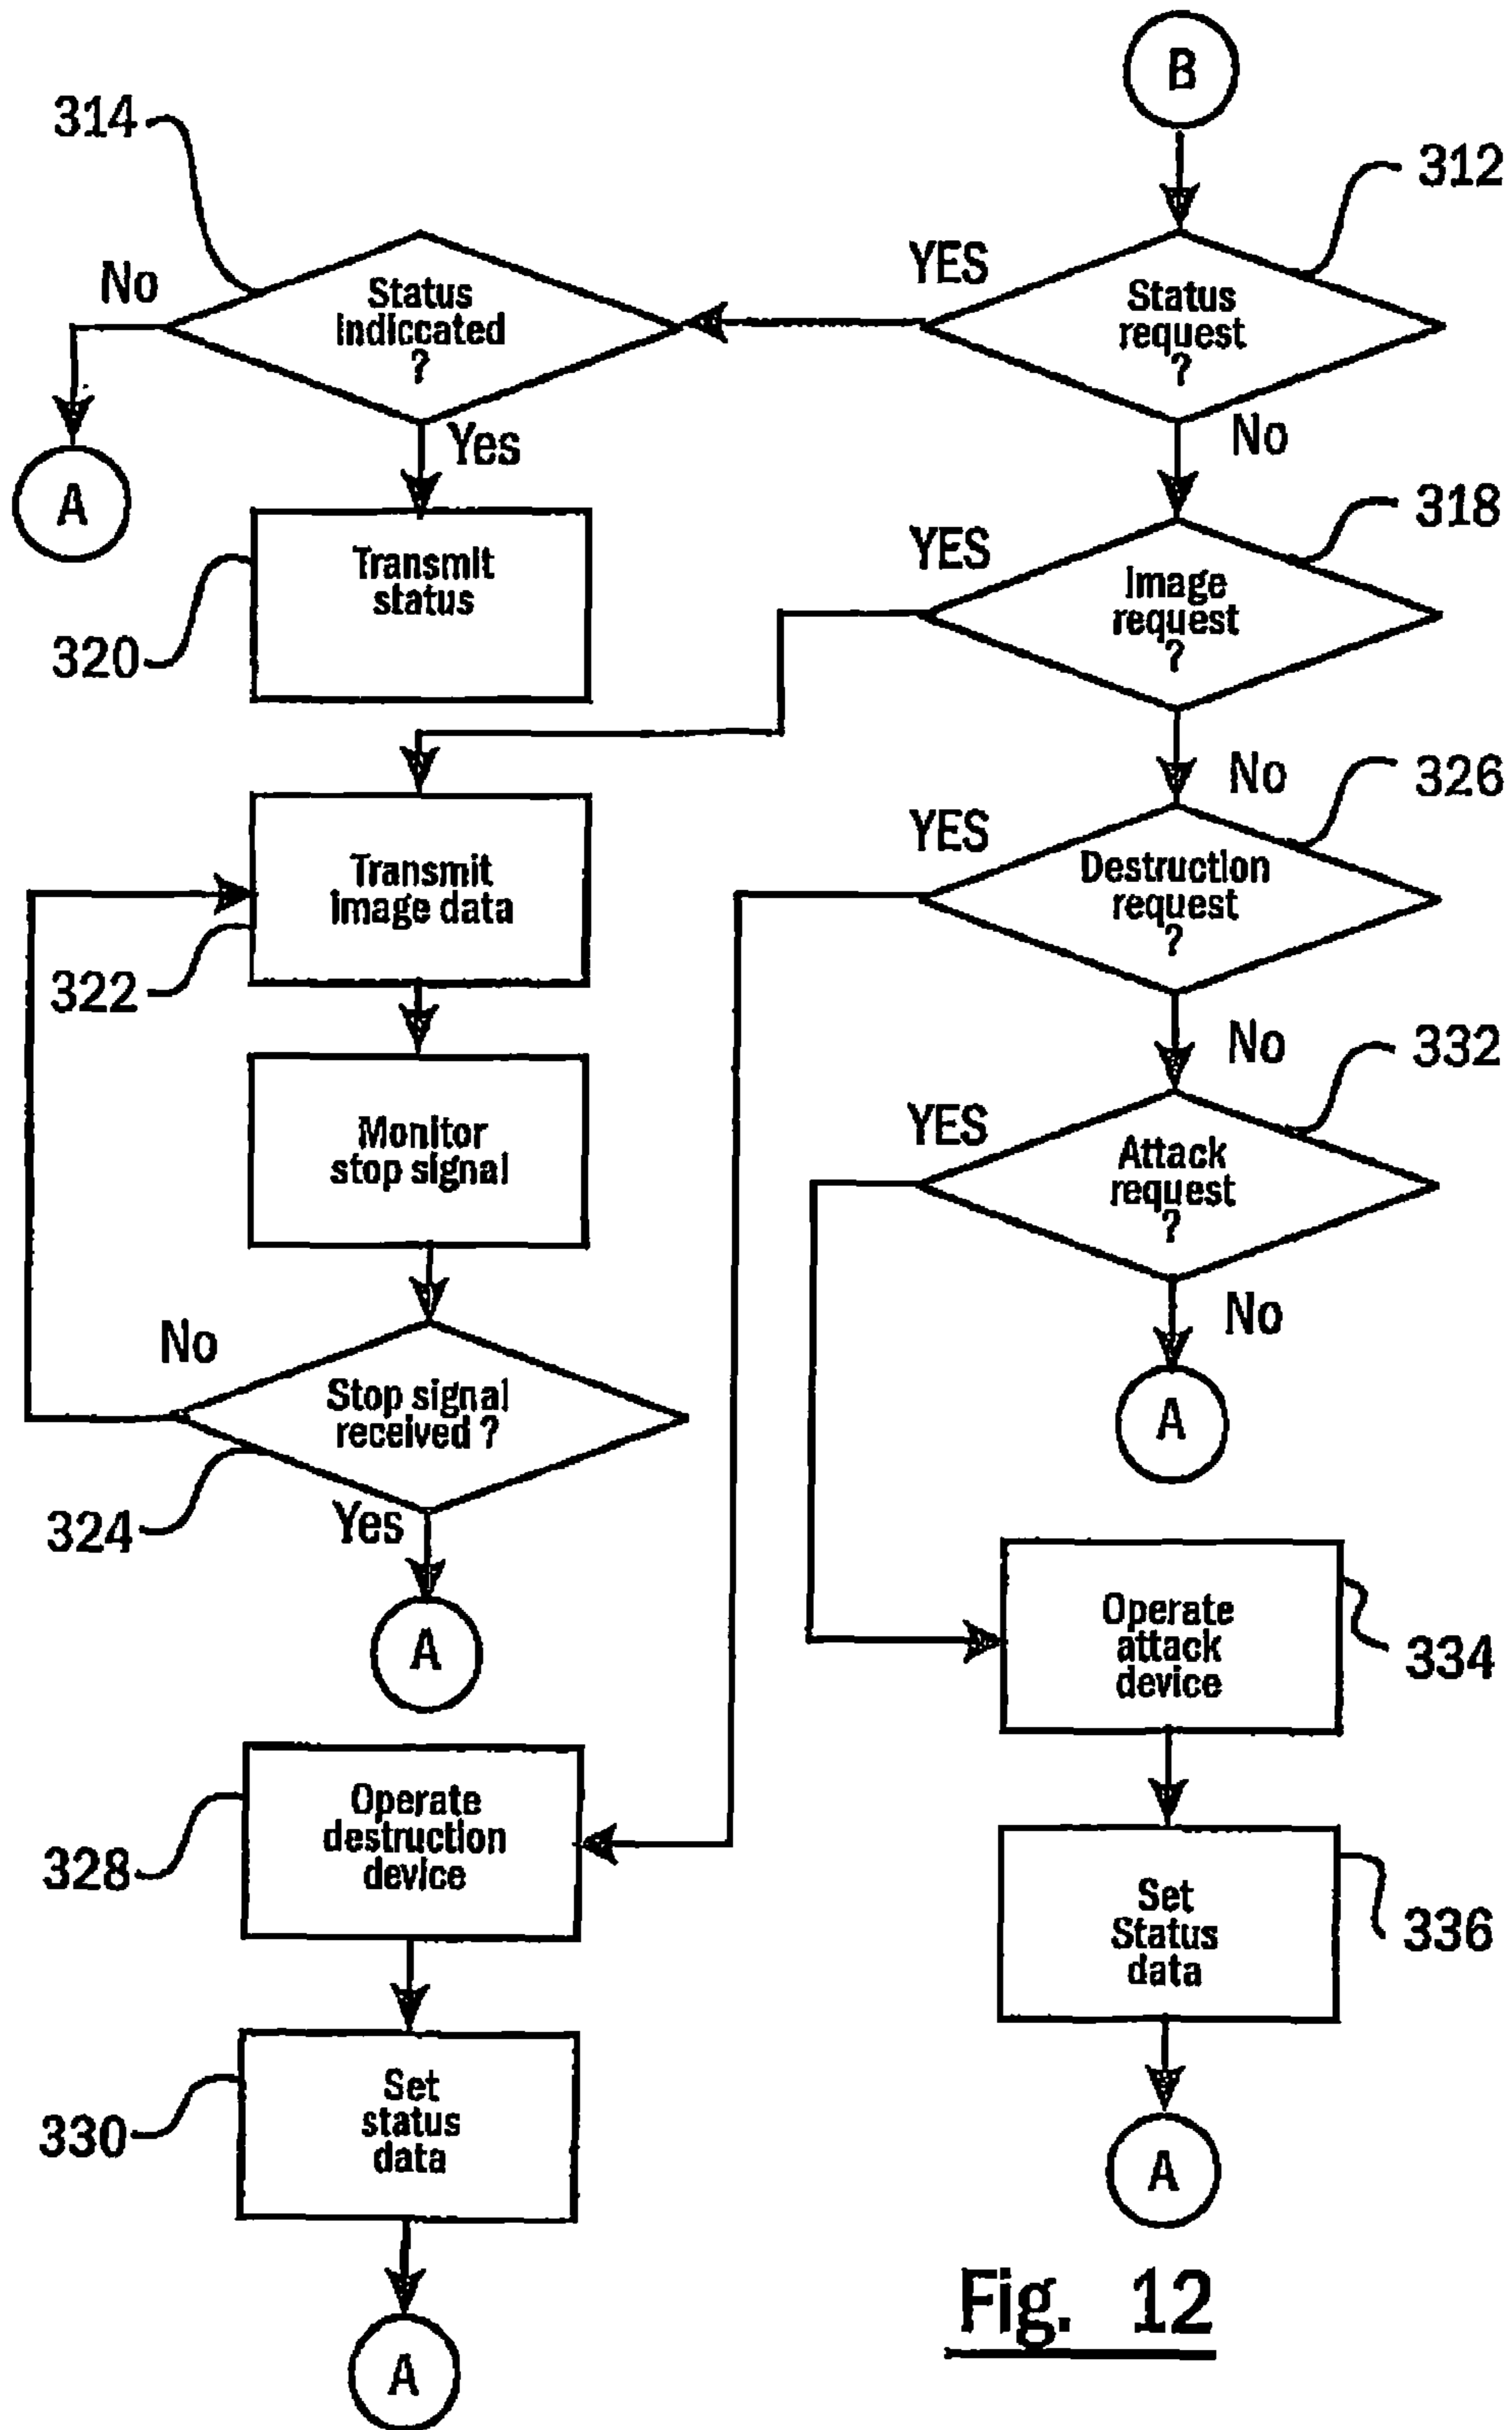 B
314
312
No
Status
indiccated
?
YES
Status
request
?
Yes
No
A
318
Transmit
status
YES
Image
request
?
320
No
326
Transmit
image data
YES
Destruction
request
?
322
No
332
Monitor
stop signal
YES
Attack
request
?
No
No
Stop signal
received ?
A
324
Yes
A
Operate
attack
device
334
Operate
destruction
device
328
Set
Status
data
336
Set
status
data
330
A
A
Fig. 12